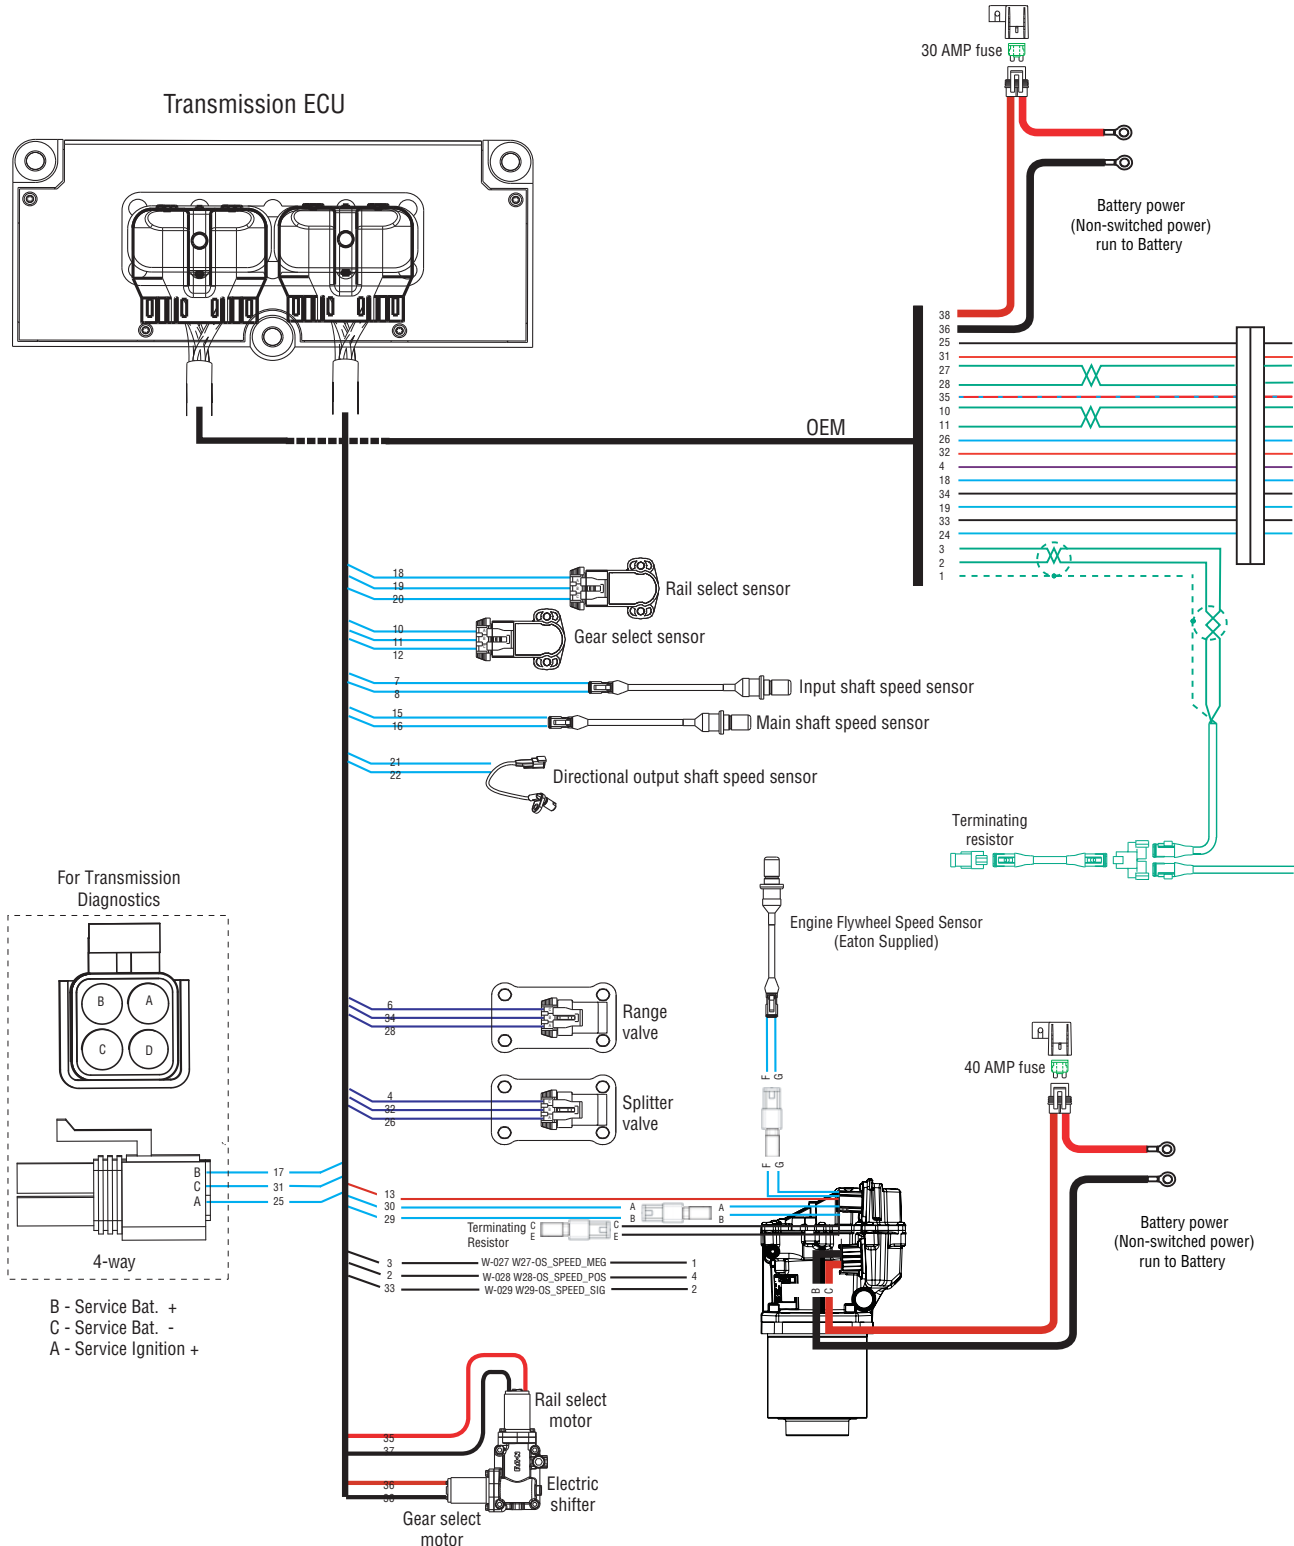 30 AMP fuse
Transmission ECU
Battery power
(Non-switched power)
run to Battery
OEM
38
36
25
31
27
28
35
10
11
26
32
4
18
34
19
33
24
3
2
1
18
19
20
Rail select sensor
10
11
12
Gear select sensor
7
8
Input shaft speed sensor
15
16
Main shaft speed sensor
21
22
Directional output shaft speed sensor
Terminating
resistor
For Transmission
Diagnostics
B
A
C
D
Engine Flywheel Speed Sensor
(Eaton Supplied)
6
34
28
Range
valve
F
G
40 AMP fuse
4
32
26
Splitter
valve
F
G
B
C
A
17
31
25
13
30
29
A
B
A
B
Terminating
Resistor
C
E
C
E
4-way
3
2
33
W-027 W27-OS_SPEED_MEG
W-028 W28-OS_SPEED_POS
W-029 W29-OS_SPEED_SIG
1
4
2
B
C
Battery power
(Non-switched power)
run to Battery
B - Service Bat. +
C - Service Bat. -
A - Service Ignition +
Rail select
motor
35
37
36
38
Electric
shifter
Gear select
motor